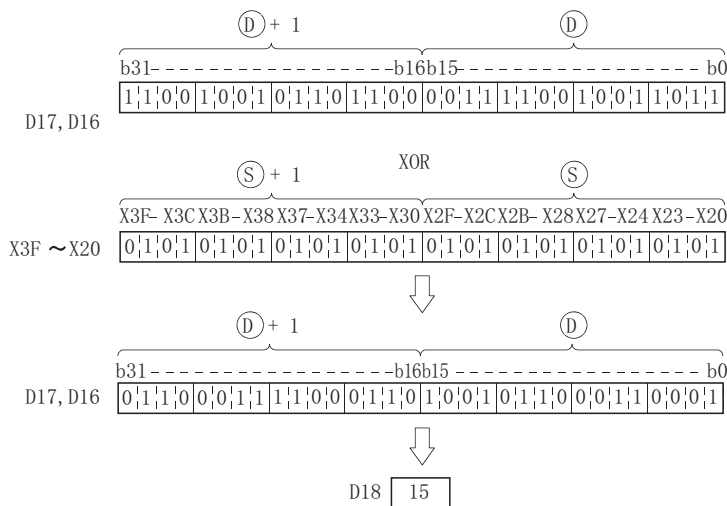 D + 1 D
b31 b16 b15 b0
D17, D16 1 1 0 0 1 0 0 1 0 1 1 0 1 1 0 0 0 0 1 1 1 1 0 0 1 0 0 1 1 0 1 1
XOR
S + 1 S
X3F- X3C X3B-X38 X37-X34 X33-X30 X2F-X2C X2B- X28 X27-X24 X23-X20
X3F ～X20 0 1 0 1 0 1 0 1 0 1 0 1 0 1 0 1 0 1 0 1 0 1 0 1 0 1 0 1 0 1 0 1
D + 1 D
b31 b16 b15 b0
D17, D16 0 1 1 0 0 0 1 1 1 1 0 0 0 1 1 0 1 0 0 1 0 1 1 0 0 0 1 1 0 0 0 1
D18 15